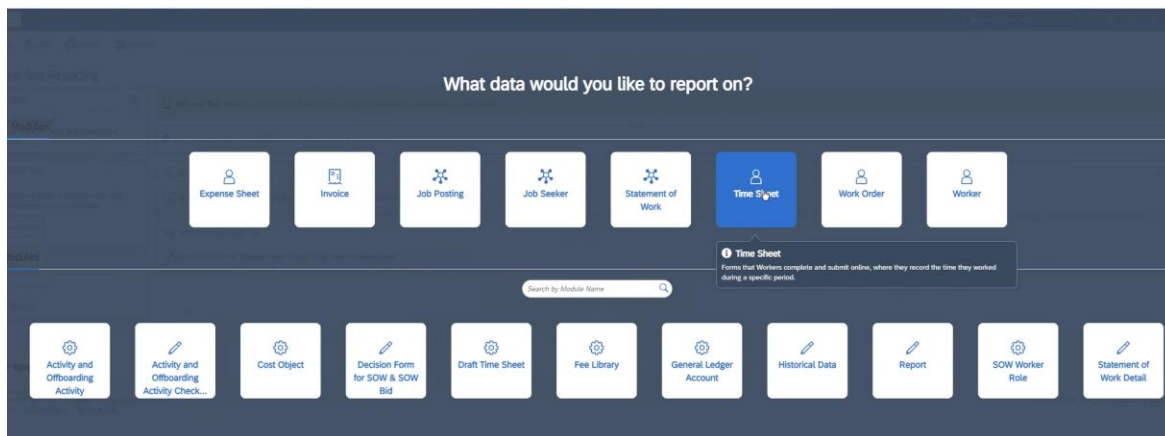 What data would you like to report on?
Modules
Expense Sheet
Invoice
Job Posting
Job Seeker
Statement of
Work
Time Sheet
Work Order
Worker
Time Sheet
Forms that Workers complete and submit online, where they record the time they worked
during a specific period.
Search by Module Name
Activity and
Offboarding
Activity
Activity and
Offboarding
Activity Check...
Cost Object
Decision Form
for SOW & SOW
Bid
Draft Time Sheet
Fee Library
General Ledger
Account
Historical Data
Report
SOW Worker
Role
Statement of
Work Detail